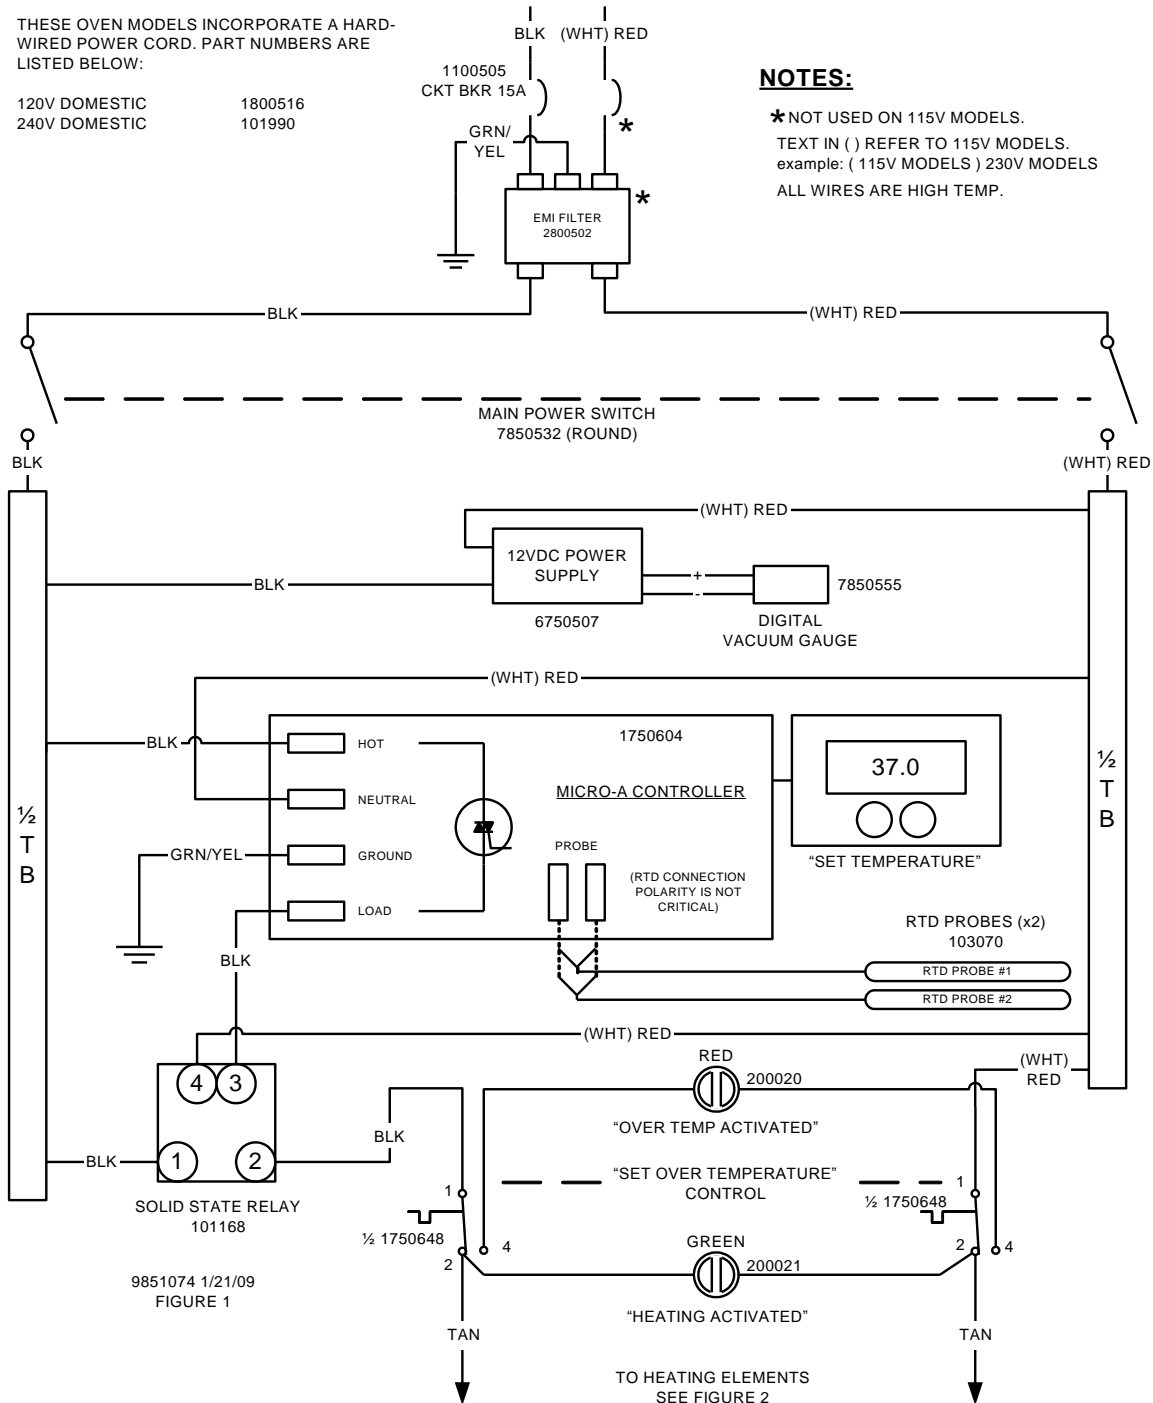 THESE OVEN MODELS INCORPORATE A HARD-
WIRED POWER CORD. PART NUMBERS ARE
LISTED BELOW:
120V DOMESTIC 1800516
240V DOMESTIC 101990
BLK (WHT) RED
1100505
CKT BKR 15A
*
GRN/
YEL
NOTES:
* NOT USED ON 115V MODELS.
TEXT IN ( ) REFER TO 115V MODELS.
example: ( 115V MODELS ) 230V MODELS
ALL WIRES ARE HIGH TEMP.
EMI FILTER
2800502
*
BLK
(WHT) RED
MAIN POWER SWITCH
7850532 (ROUND)
BLK
(WHT) RED
(WHT) RED
12VDC POWER
SUPPLY
+
-
7850555
BLK
6750507
DIGITAL
VACUUM GAUGE
(WHT) RED
BLK
HOT
1750604
37.0
MICRO-A CONTROLLER
NEUTRAL
½
T
B
½
T
B
GRN/YEL
GROUND
PROBE
"SET TEMPERATURE"
(RTD CONNECTION
POLARITY IS NOT
CRITICAL)
LOAD
RTD PROBES (x2)
103070
BLK
RTD PROBE #1
RTD PROBE #2
(WHT) RED
RED
200020
(WHT)
RED
4 3
"OVER TEMP ACTIVATED"
BLK
BLK
1 2
"SET OVER TEMPERATURE"
CONTROL
1
1
½ 1750648
½ 1750648
SOLID STATE RELAY
101168
2
4
2
4
GREEN
200021
9851074 1/21/09
FIGURE 1
"HEATING ACTIVATED"
TAN
TAN
TO HEATING ELEMENTS
SEE FIGURE 2